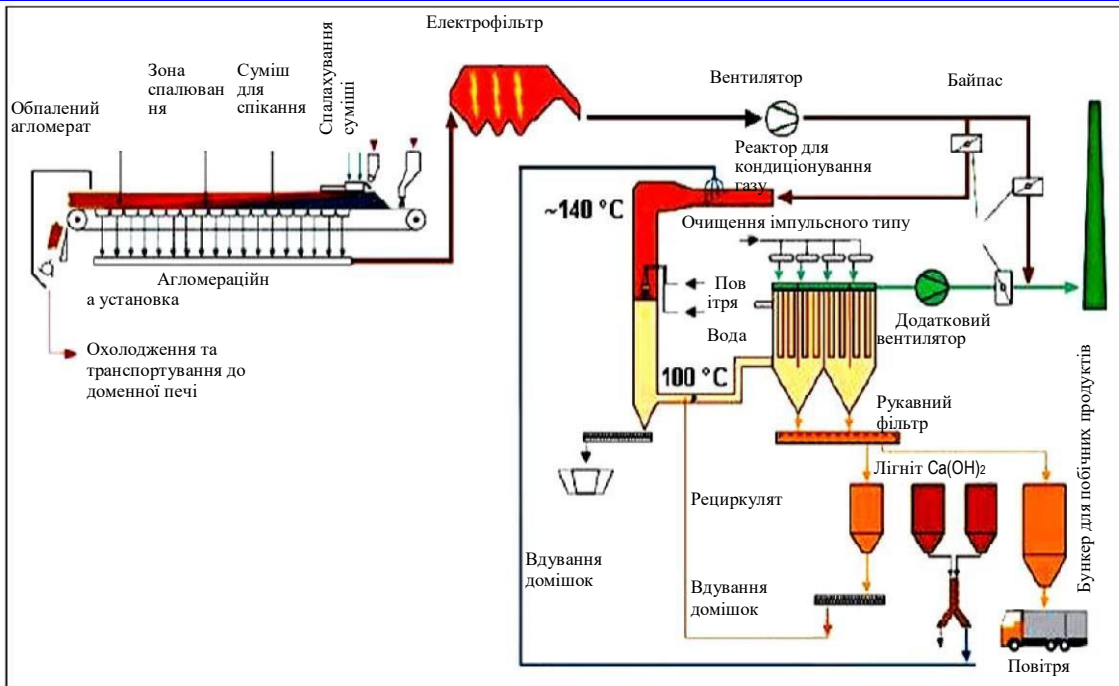 Електрофільтр
Зона
спалюван
ня
Суміш
для
спікання
Спалахування
суміші
Обпалений
агломерат
Вентилятор
Байпас
Реактор для
кондиціонування
газу
~140 °C
Очищення імпульсного типу
Агломераційн
а установка
Пов
ітря
Вода
Додатковий
вентилятор
Охолодження та
транспортування до
доменної печі
100 °C
Рукавний
фільтр
Лігніт Ca(OH)2
Рециркулят
Бункер для побічних продуктів
Вдування
домішок
Вдування
домішок
Повітря